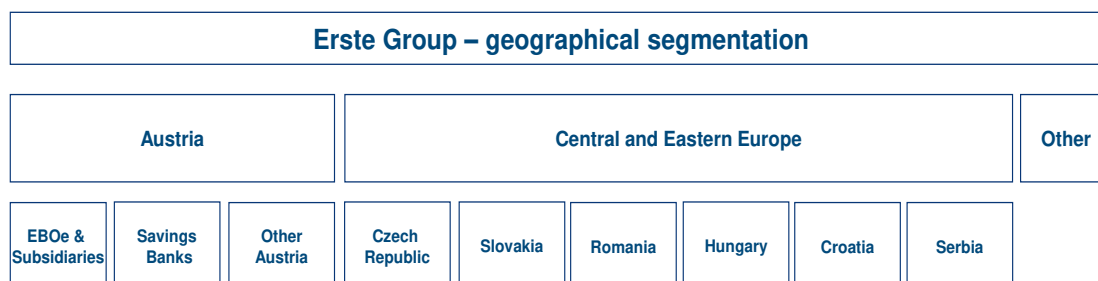 Erste Group – geographical segmentation
Austria
Central and Eastern Europe
Other
EBOe &
Subsidiaries
Savings
Banks
Other
Austria
Czech
Republic
Slovakia
Romania
Hungary
Croatia
Serbia